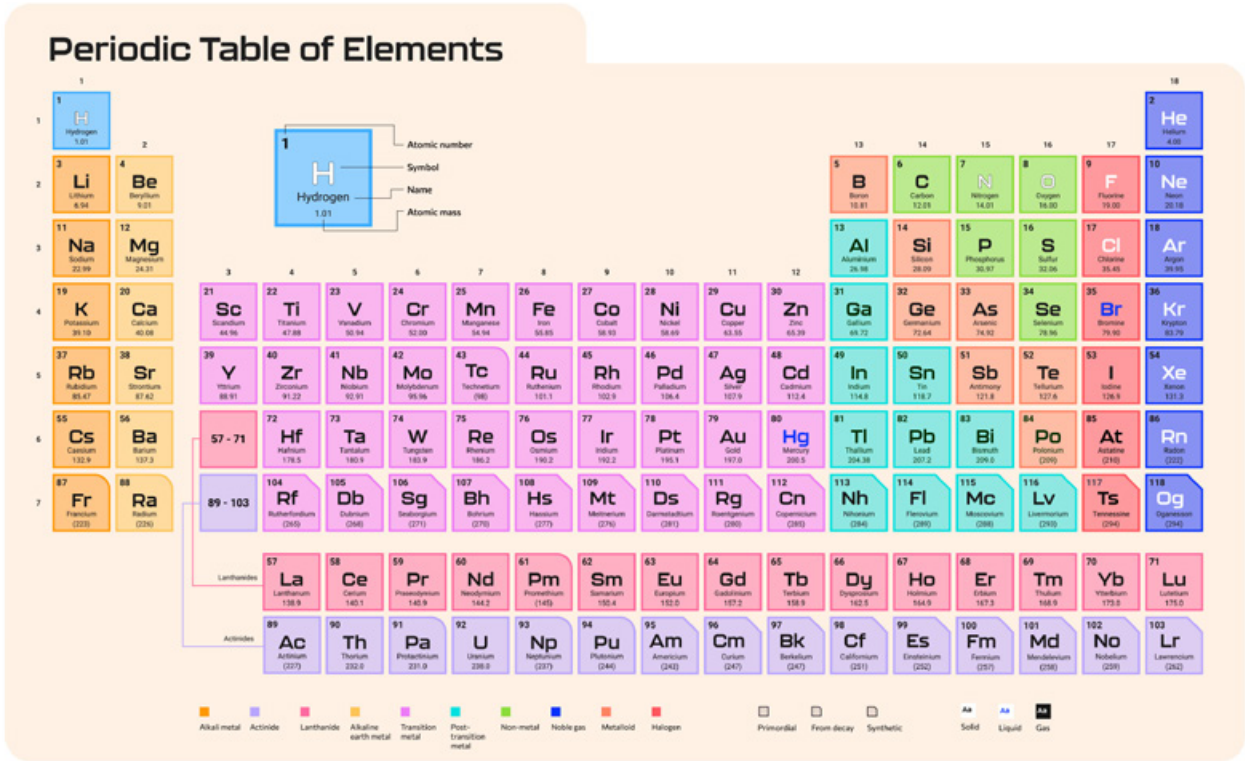 Periodic Table of Elements
1 18
1 1 2
H He
Hydrogen Helium
1.01 4.00
1
H
Hydrogen
1.01
Atomic number
Symbol
Name
Atomic mass
2 13 14 15 16 17
2 3 4 5 6 7 8 9 10
Li Be B C N O F Ne
Lithium Beryllium Boron Carbon Nitrogen Oxygen Fluorine Neon
6.94 9.01 10.81 12.01 14.01 16.00 19.00 20.18
3 11 12 13 14 15 16 17 18
Na Mg Al Si P S Cl Ar
Sodium Magnesium Aluminium Silicon Phosphorus Sulfur Chlorine Argon
22.99 24.31 26.98 28.09 30.97 32.06 35.45 39.95
3 4 5 6 7 8 9 10 11 12
4 19 20 21 22 23 24 25 26 27 28 29 30 31 32 33 34 35 36
K Ca Sc Ti V Cr Mn Fe Co Ni Cu Zn Ga Ge As Se Br Kr
Potassium Calcium Scandium Titanium Vanadium Chromium Manganese Iron Cobalt Nickel Copper Zinc Gallium Germanium Arsenic Selenium Bromine Krypton
39.10 40.08 44.96 47.88 50.94 52.00 54.94 55.85 58.93 58.69 63.55 65.39 69.72 72.64 74.92 78.96 79.90 83.79
5 37 38 39 40 41 42 43 44 45 46 47 48 49 50 51 52 53 54
Rb Sr Y Zr Nb Mo Tc Ru Rh Pd Ag Cd In Sn Sb Te I Xe
Rubidium Strontium Yttrium Zirconium Niobium Molybdenum Technetium Ruthenium Rhodium Palladium Silver Cadmium Indium Tin Antimony Tellurium Iodine Xenon
85.47 87.62 88.91 91.22 92.91 95.96 (98) 101.1 102.9 106.4 107.9 112.4 114.8 118.7 121.8 127.6 126.9 131.3
6 55 56 57 - 71 72 73 74 75 76 77 78 79 80 81 82 83 84 85 86
Cs Ba Hf Ta W Re Os Ir Pt Au Hg Tl Pb Bi Po At Rn
Caesium Barium Hafnium Tantalum Tungsten Rhenium Osmium Iridium Platinum Gold Mercury Thallium Lead Bismuth Polonium Astatine Radon
132.9 137.3 178.5 180.9 183.9 186.2 190.2 192.2 195.1 197.0 200.5 204.38 207.2 209.0 (209) (210) (222)
7 87 88 89 - 103 104 105 106 107 108 109 110 111 112 113 114 115 116 117 118
Fr Ra Rf Db Sg Bh Hs Mt Ds Rg Cn Nh Fl Mc Lv Ts Og
Francium Radium Rutherfordium Dubnium Seaborgium Bohrium Hassium Meitnerium Darmstadtium Roentgenium Copernicium Nihonium Flerovium Moscovium Livermorium Tennessine Oganesson
(223) (226) (265) (268) (271) (270) (277) (276) (281) (280) (285) (284) (289) (288) (293) (294) (294)
Lanthanides
57 58 59 60 61 62 63 64 65 66 67 68 69 70 71
La Ce Pr Nd Pm Sm Eu Gd Tb Dy Ho Er Tm Yb Lu
Lanthanum Cerium Praseodymium Neodymium Promethium Samarium Europium Gadolinium Terbium Dysprosium Holmium Erbium Thulium Ytterbium Lutetium
138.9 140.1 140.9 144.2 (145) 150.4 152.0 157.2 158.9 162.5 164.9 167.3 168.9 173.0 175.0
Actinides
89 90 91 92 93 94 95 96 97 98 99 100 101 102 103
Ac Th Pa U Np Pu Am Cm Bk Cf Es Fm Md No Lr
Actinium Thorium Protactinium Uranium Neptunium Plutonium Americium Curium Berkelium Californium Einsteinium Fermium Mendelevium Nobelium Lawrencium
(227) 232.0 231.0 238.0 (237) (244) (243) (247) (247) (251) (252) (257) (258) (259) (262)
Alkali metal
Actinide
Lanthanide
Alkaline
earth metal
Transition
metal
Post-
transition
metal
Non-metal
Noble gas
Metalloid
Halogen
Primordial
From decay
Synthetic
Aa Aa Aa
Solid Liquid Gas